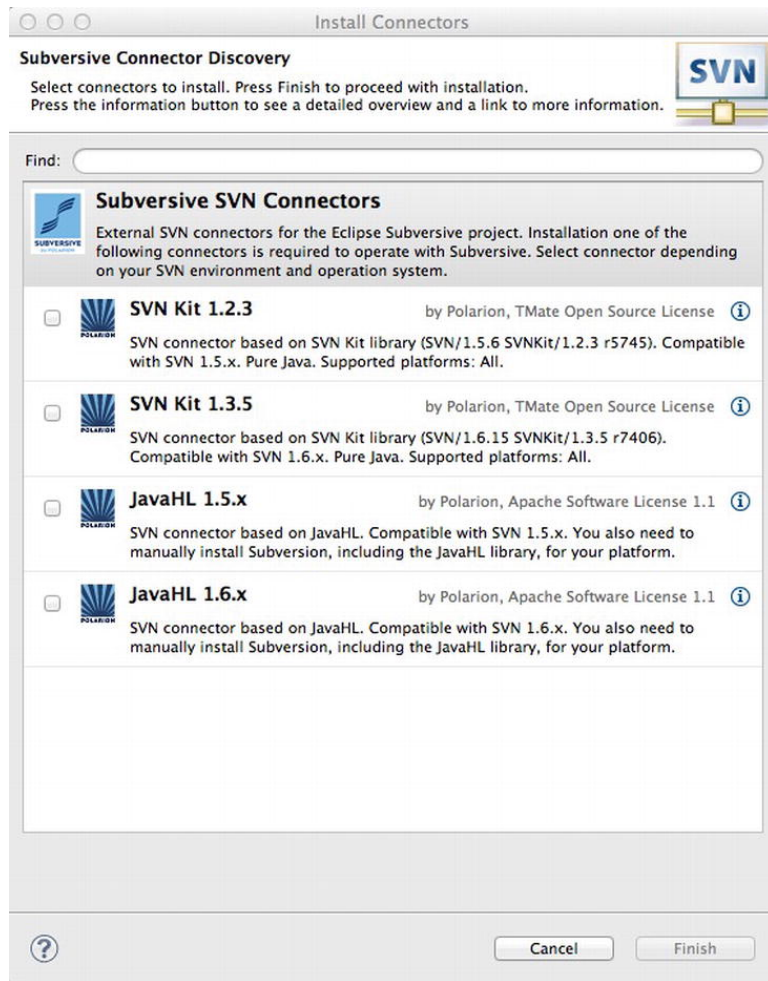 Install Connectors
Subversive Connector Discovery
Select connectors to install. Press Finish to proceed with installation.
Press the information button to see a detailed overview and a link to more information.
SVN
Find:
Subversive SVN Connectors
SUBVERSIVE
BY POLARION
External SVN connectors for the Eclipse Subversive project. Installation one of the
following connectors is required to operate with Subversive. Select connector depending
on your SVN environment and operation system.
SVN Kit 1.2.3
by Polarion, TMate Open Source License
POLARION
SVN connector based on SVN Kit library (SVN/1.5.6 SVNKit/1.2.3 r5745). Compatible
with SVN 1.5.x. Pure Java. Supported platforms: All.
SVN Kit 1.3.5
by Polarion, TMate Open Source License
POLARION
SVN connector based on SVN Kit library (SVN/1.6.15 SVNKit/1.3.5 r7406).
Compatible with SVN 1.6.x. Pure Java. Supported platforms: All.
JavaHL 1.5.x
by Polarion, Apache Software License 1.1
POLARION
SVN connector based on JavaHL. Compatible with SVN 1.5.x. You also need to
manually install Subversion, including the JavaHL library, for your platform.
JavaHL 1.6.x
by Polarion, Apache Software License 1.1
POLARION
SVN connector based on JavaHL. Compatible with SVN 1.6.x. You also need to
manually install Subversion, including the JavaHL library, for your platform.
?
Cancel
Finish